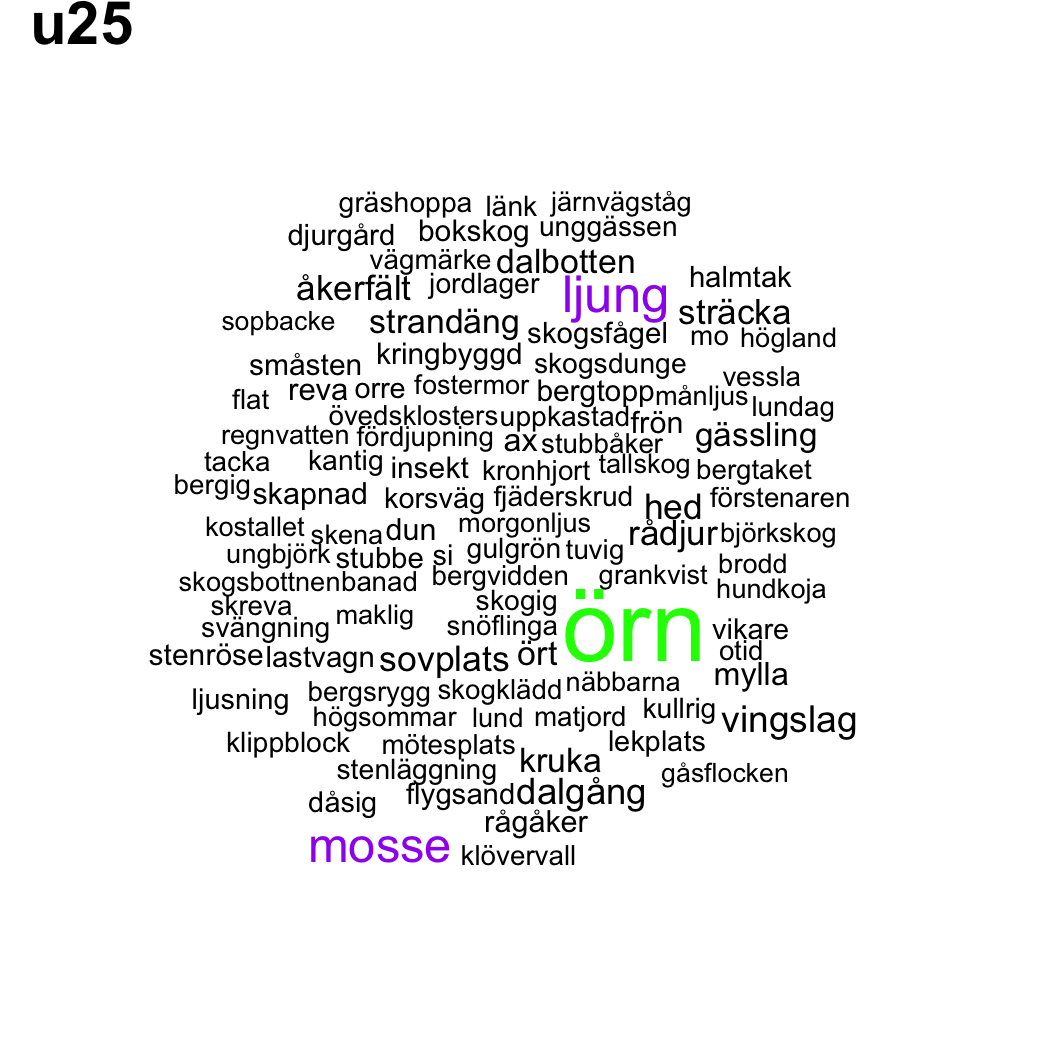 u25
gräshoppa länk järnvägståg
djurgård bokskog unggässen
vägmärke dalbotten
åkerfält jordlager ljung halmtak
sopbacke strandäng skogsfågel sträcka
mo högland
småsten kringbyggd skogsdunge
flat reva orre fostermor bergtopp månljus vessla
övedsklosters uppkastad frön lundag
regnvatten fördjupning ax stubbåker gässling
tacka kantig insekt kronhjort tallskog bergtaket
bergig skapnad korsväg fjäderskrud hed förstenaren
kostallet skena dun morgonljus rådjur björkskog
ungbjörk stubbe si gulgrön tuvig brodd
skogsbottnen banad bergvidden grankvist hundkoja
skreva maklig skogig örn
svängning snöflinga vikare
stenröse lastvagn sovplats ört otid
mylla
ljusning bergsrygg skogklädd näbbarna
högsommar lund matjord kullrig vingslag
klippblock mötesplats lekplats
stenläggning kruka gåsflocken
dåsig flygsand dalgång
rågåker
mosse klövervall